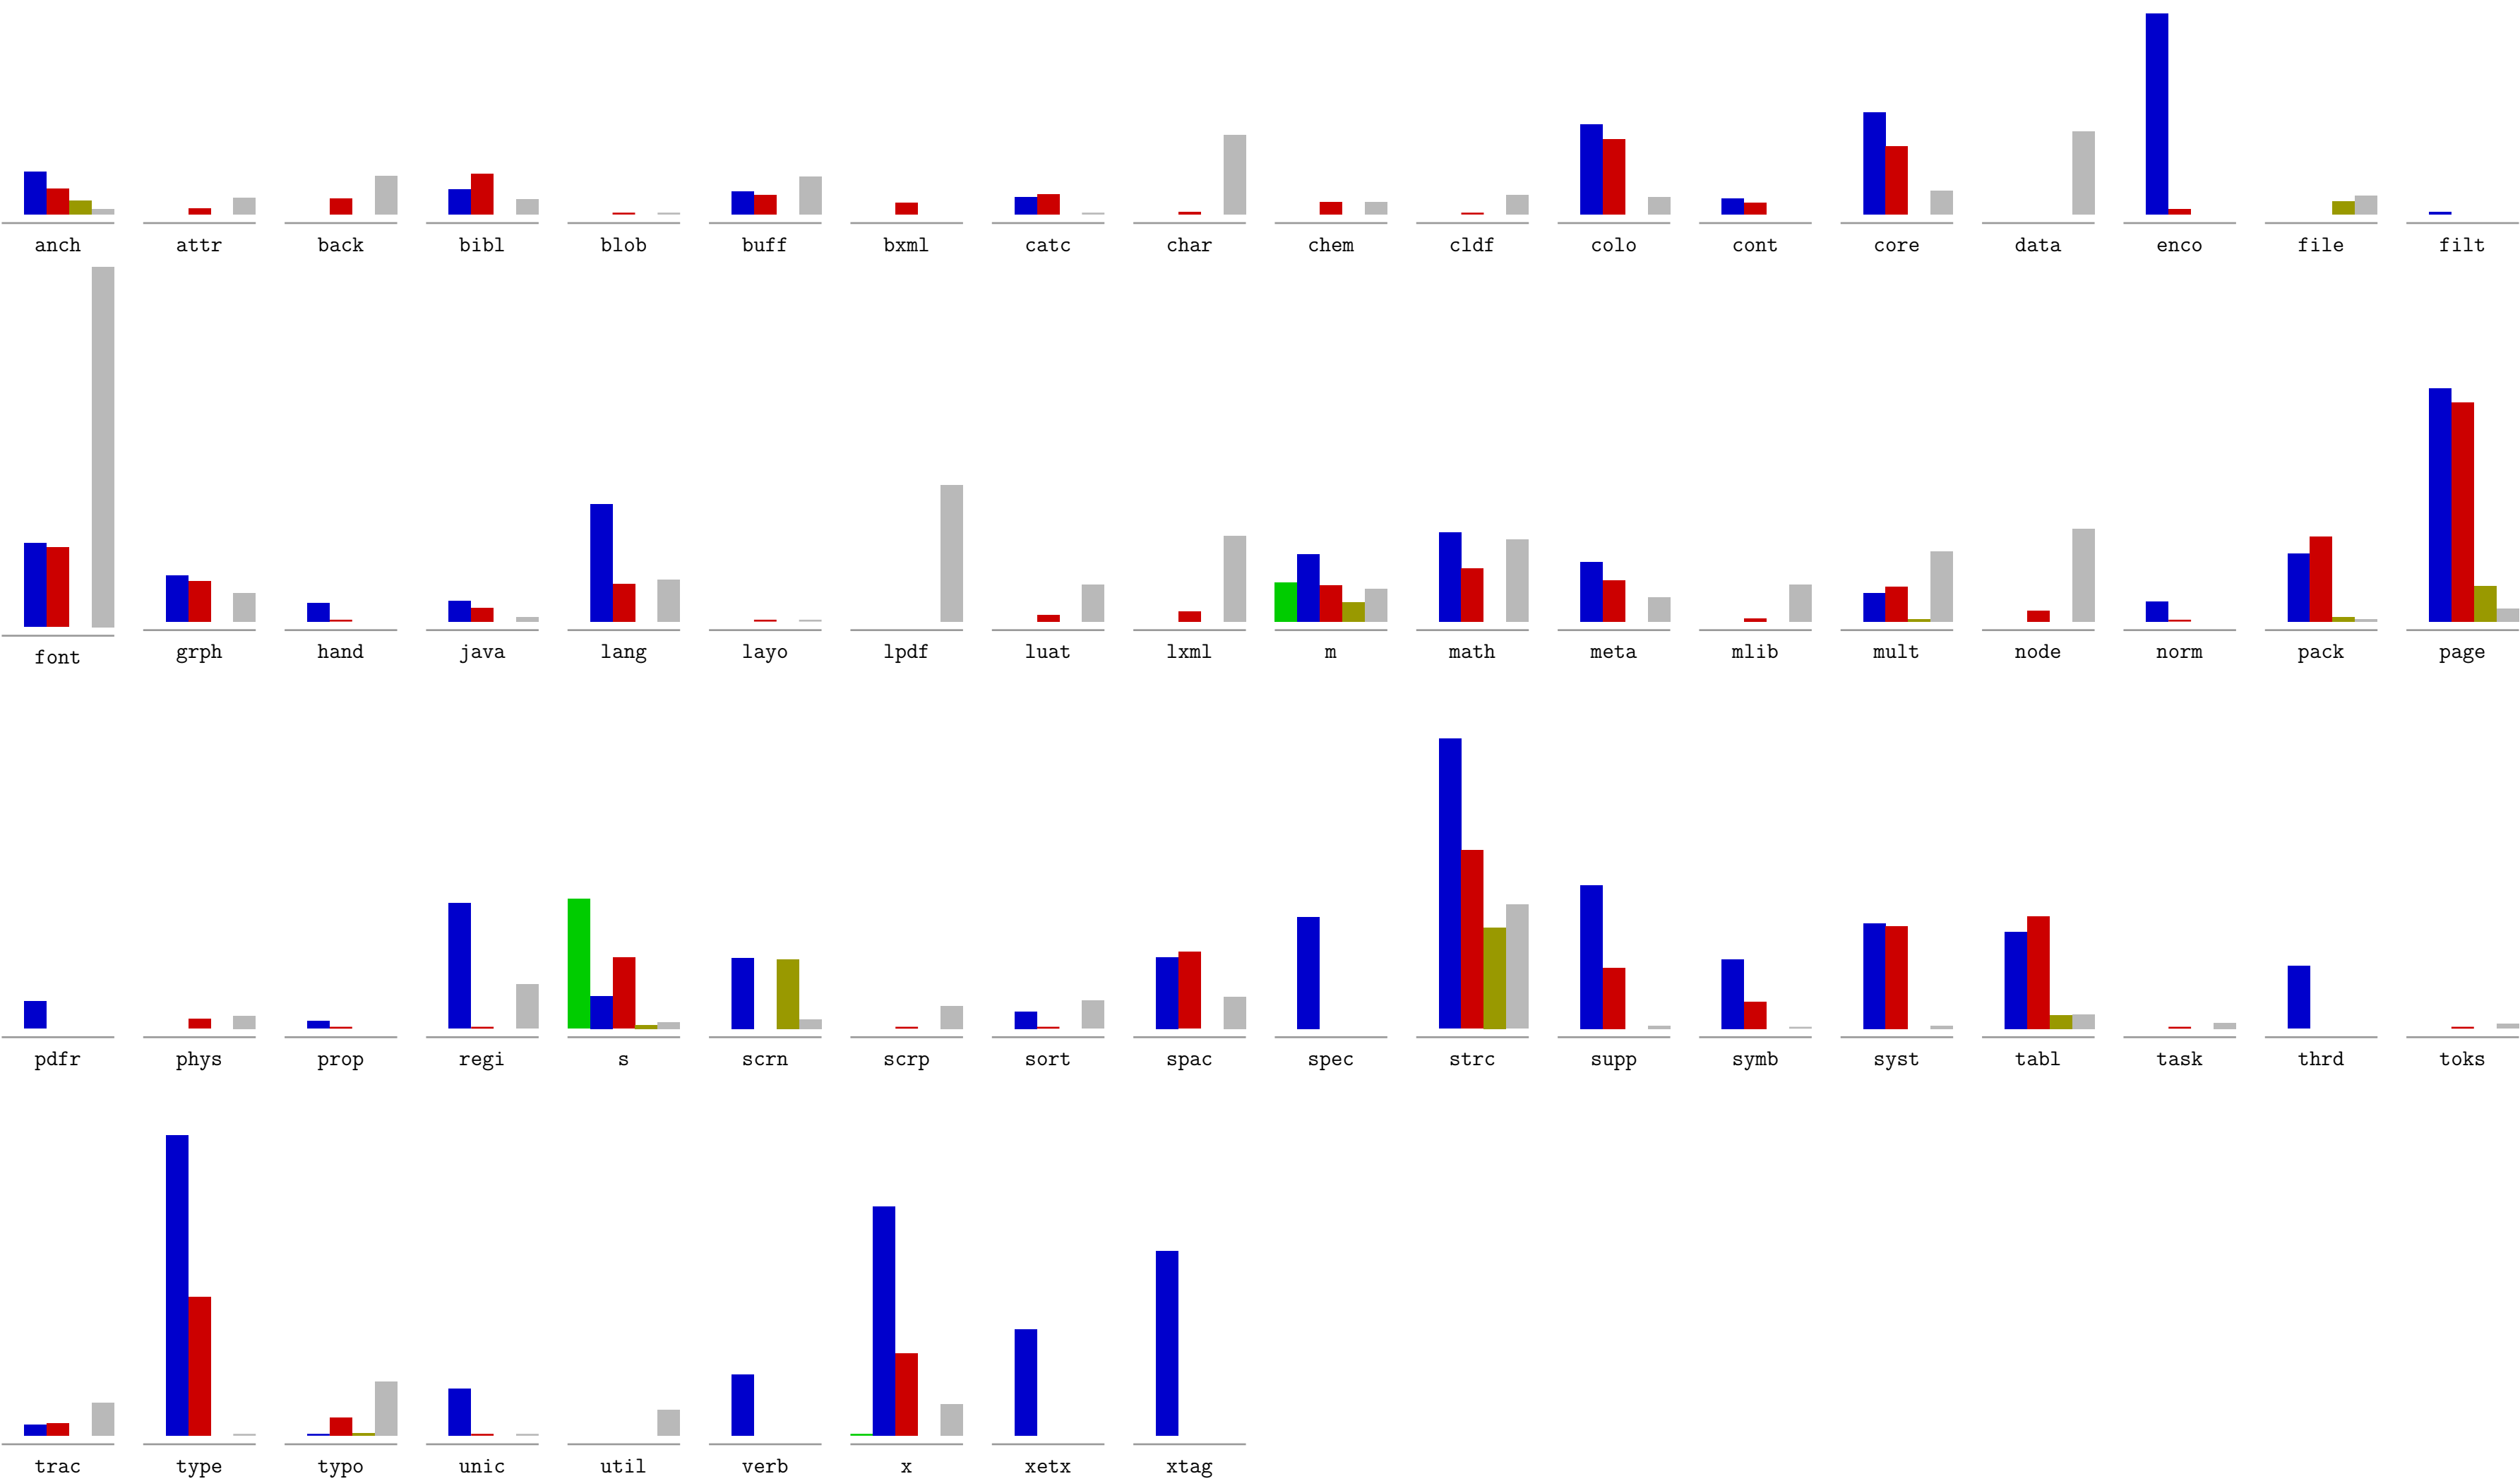 anch attr back bibl blob buff bxml catc char chem cldf colo cont core data enco file filt
font grph hand java lang layo lpdf luat lxml m math meta mlib mult node norm pack page
pdfr phys prop regi s scrn scrp sort spac spec strc supp symb syst tabl task thrd toks
trac type typo unic util verb x xetx xtag